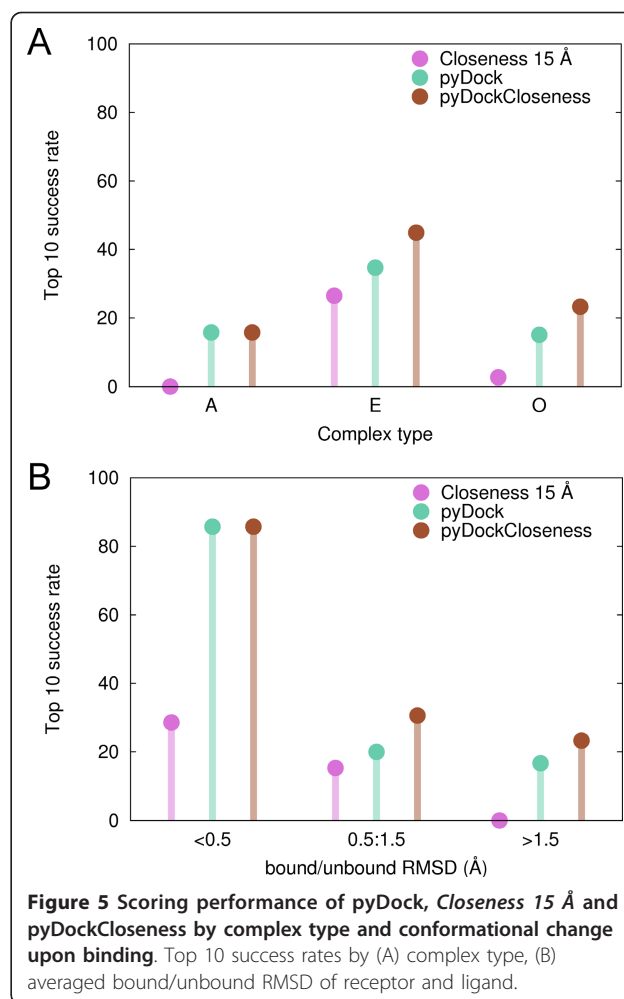 A
100
80
60
40
20
0
Top 10 success rate
Closeness 15 Å
pyDock
pyDockCloseness
A E O
Complex type
B
100
80
60
40
20
0
Top 10 success rate
Closeness 15 Å
pyDock
pyDockCloseness
<0.5 0.5:1.5 >1.5
bound/unbound RMSD (Å)
Figure 5 Scoring performance of pyDock, Closeness 15 Å and
pyDockCloseness by complex type and conformational change
upon binding. Top 10 success rates by (A) complex type, (B)
averaged bound/unbound RMSD of receptor and ligand.